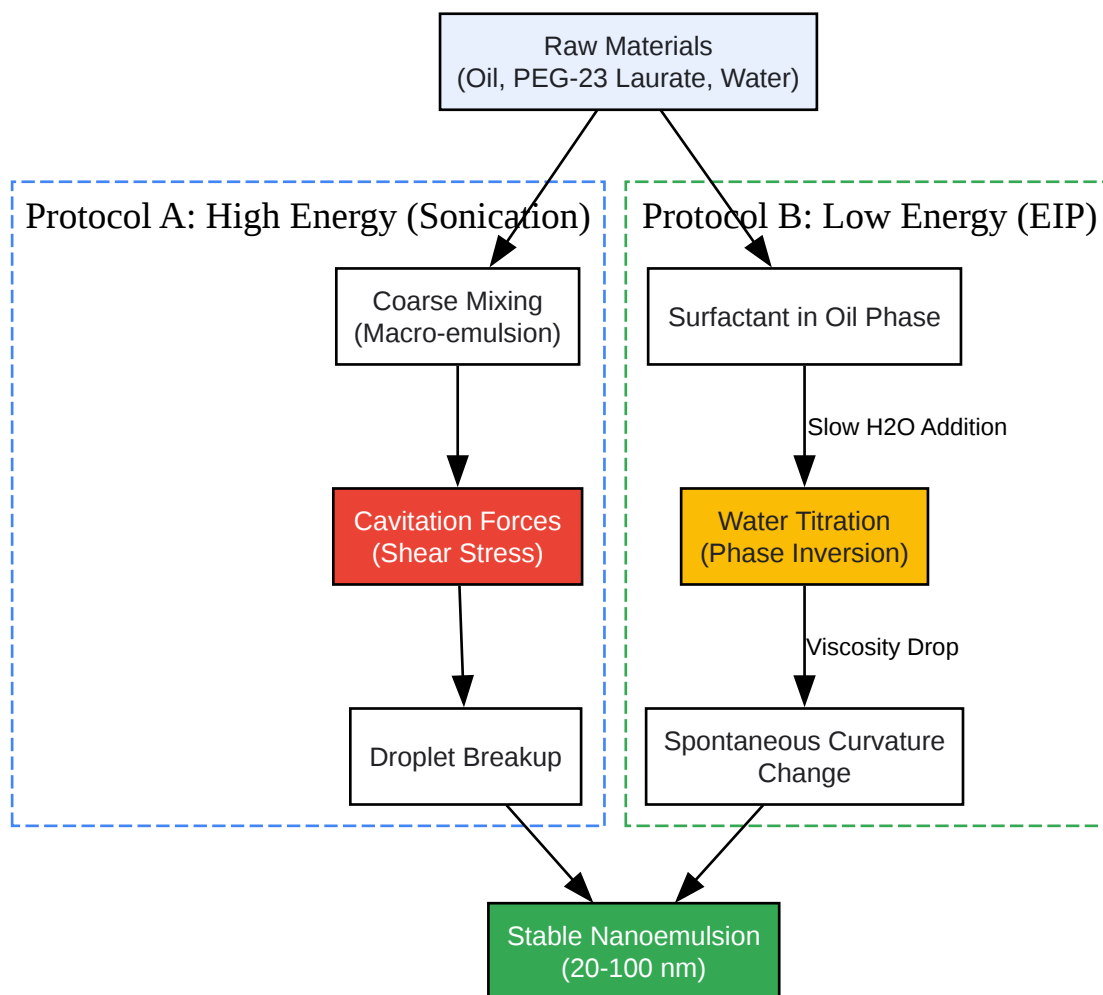 Raw Materials
(Oil, PEG-23 Laurate, Water)
Protocol A: High Energy (Sonication)
Coarse Mixing
(Macro-emulsion)
Cavitation Forces
(Shear Stress)
Droplet Breakup
Protocol B: Low Energy (EIP)
Surfactant in Oil Phase
Slow H2O Addition
Water Titration
(Phase Inversion)
Viscosity Drop
Spontaneous Curvature
Change
Stable Nanoemulsion
(20-100 nm)